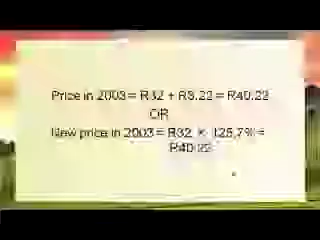 Price in 2003 = R32 + R8.22 = R40.22
OR
New price in 2003 = R32 × 125,7% =
R40.22